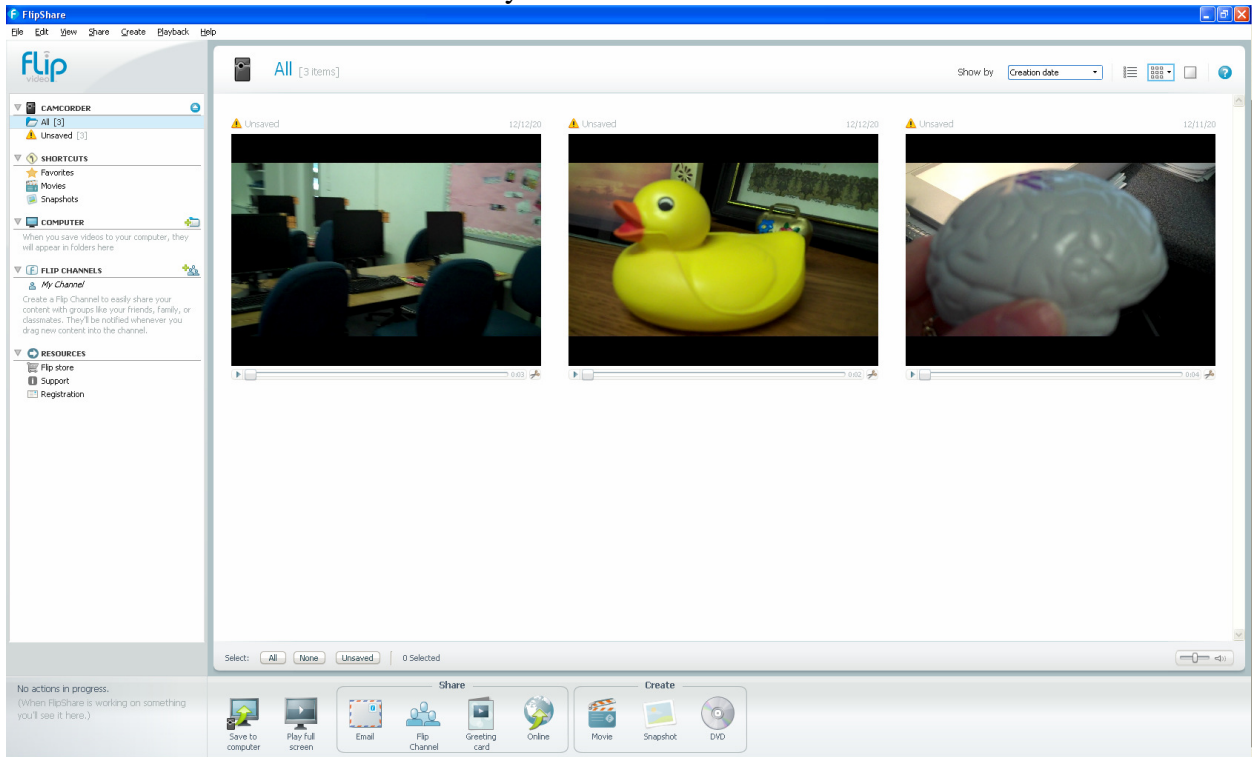 FlipShare
File Edit View Share Create Playback Help
flip
video
All [3 items]
Show by Creation date
CAMCORDER
All [3]
Unsaved [3]
SHORTCUTS
Favorites
Movies
Snapshots
COMPUTER
When you save videos to your computer, they
will appear in folders here
FLIP CHANNELS
My Channel
Create a Flip Channel to easily share your
content with groups like your friends, family, or
classmates. They'll be notified whenever you
drag new content into the channel.
RESOURCES
Flip store
Support
Registration
Unsaved 12/12/20
Unsaved 12/12/20
Unsaved 12/11/20
0:03
0:02
0:04
Select: All None Unsaved 0 Selected
No actions in progress.
(When FlipShare is working on something
you'll see it here.)
Share
Create
Save to
computer
Play full
screen
Email
Flip
Channel
Greeting
card
Online
Movie
Snapshot
DVD